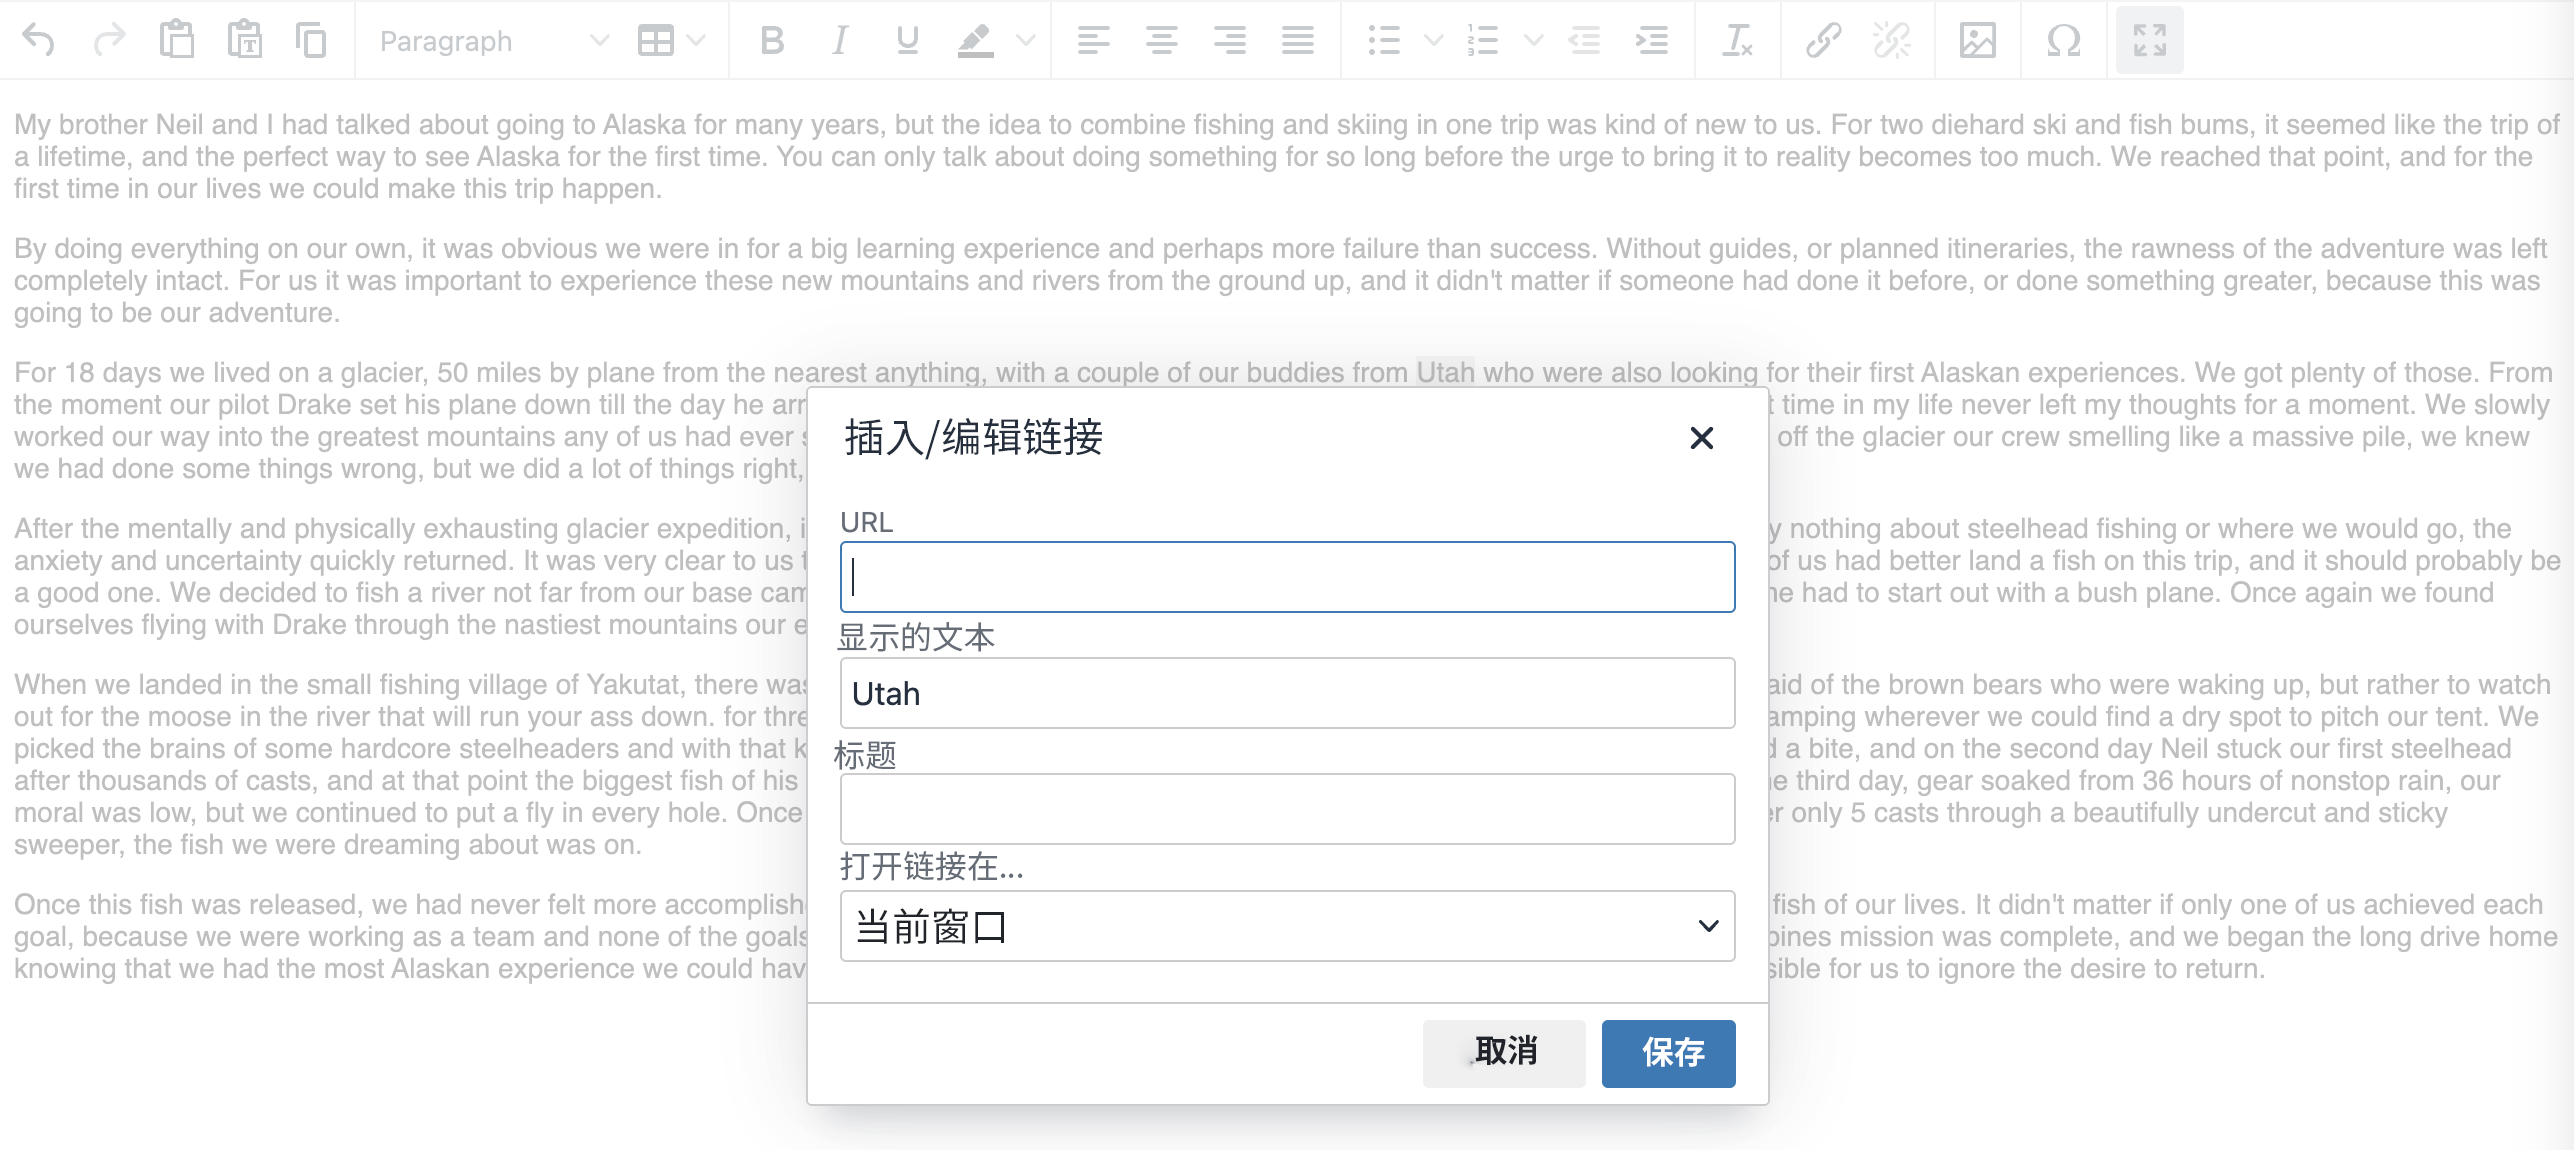 Paragraph
My brother Neil and I had talked about going to Alaska for many years, but the idea to combine fishing and skiing in one trip was kind of new to us. For two diehard ski and fish bums, it seemed like the trip of
a lifetime, and the perfect way to see Alaska for the first time. You can only talk about doing something for so long before the urge to bring it to reality becomes too much. We reached that point, and for the
first time in our lives we could make this trip happen.
By doing everything on our own, it was obvious we were in for a big learning experience and perhaps more failure than success. Without guides, or planned itineraries, the rawness of the adventure was left
completely intact. For us it was important to experience these new mountains and rivers from the ground up, and it didn't matter if someone had done it before, or done something greater, because this was
going to be our adventure.
For 18 days we lived on a glacier, 50 miles by plane from the nearest anything, with a couple of our buddies from Utah who were also looking for their first Alaskan experiences. We got plenty of those. From
the moment our pilot Drake set his plane down till the day he time in my life never left my thoughts for a moment. We slowly
worked our way into the greatest mountains any of us had ever off the glacier our crew smelling like a massive pile, we knew
we had done some things wrong, but we did a lot of things right,
After the mentally and physically exhausting glacier expedition, nothing about steelhead fishing or where we would go, the
anxiety and uncertainty quickly returned. It was very clear to us of us had better land a fish on this trip, and it should probably be
a good one. We decided to fish a river not far from our base had to start out with a bush plane. Once again we found
ourselves flying with Drake through the nastiest mountains our
When we landed in the small fishing village of Yakutat, there of the brown bears who were waking up, but rather to watch
out for the moose in the river that will run your ass down. for wherever we could find a dry spot to pitch our tent. We
picked the brains of some hardcore steelheaders and with that a bite, and on the second day Neil stuck our first steelhead
after thousands of casts, and at that point the biggest fish of his third day, gear soaked from 36 hours of nonstop rain, our
moral was low, but we continued to put a fly in every hole. Once only 5 casts through a beautifully undercut and sticky
sweeper, the fish we were dreaming about was on.
Once this fish was released, we had never felt more fish of our lives. It didn't matter if only one of us achieved each
goal, because we were working as a team and none of the mission was complete, and we began the long drive home
knowing that we had the most Alaskan experience we could for us to ignore the desire to return.
插入/编辑链接
URL
显示的文本
Utah
标题
打开链接在...
当前窗口
取消
保存